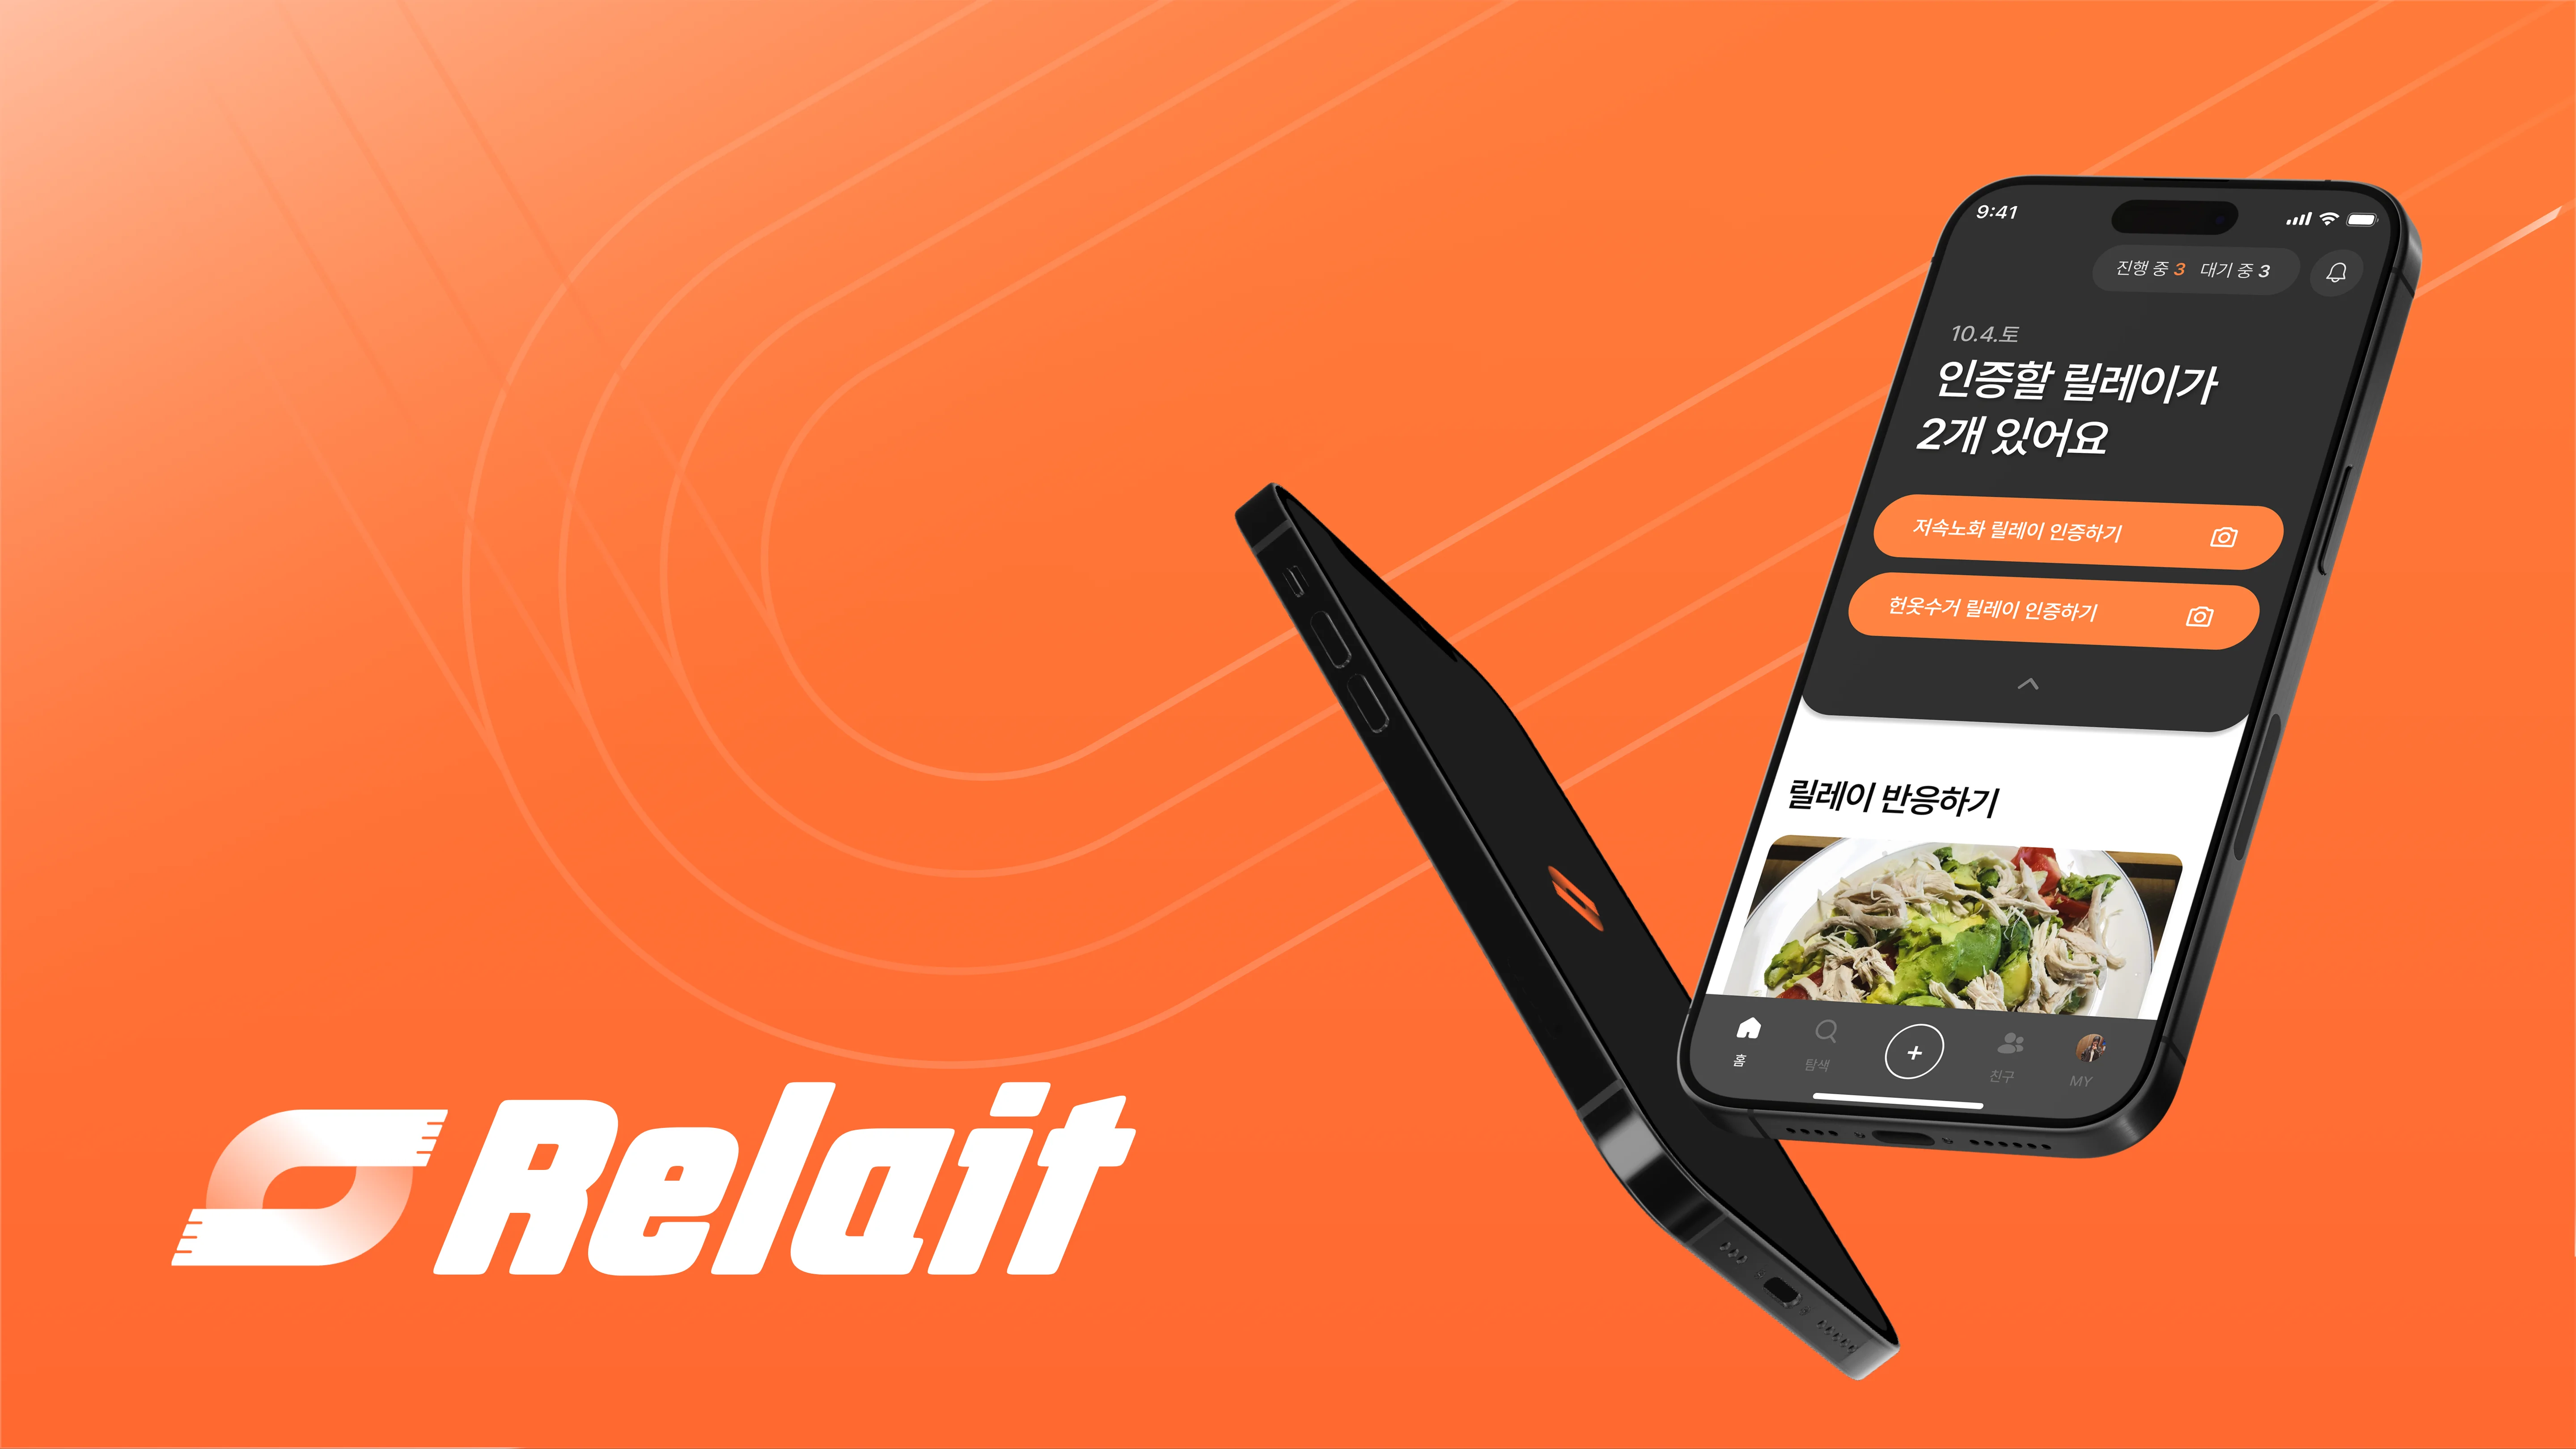 9:41
진행 중 3 대기 중 3
10.4.토
인증할 릴레이가
2개 있어요
저속노화 릴레이 인증하기
헌옷수거 릴레이 인증하기
릴레이 반응하기
홈 탐색 친구 MY
Relait